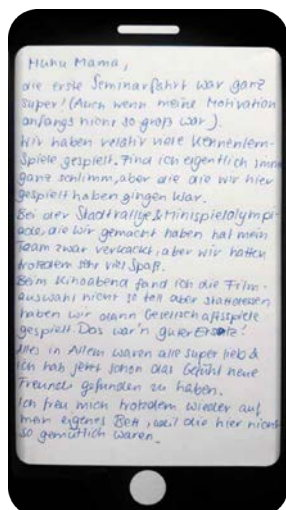 Huhu Mama,
die erste Seminarfahrt war ganz
super! (Auch wenn meine Motivation
anfangs nicht so groß war).
Wir haben relativ viele Kennenlern-
Spiele gespielt. Find ich eigentlich immer
ganz schlimm, aber die die wir hier
gespielt haben gingen klar.
Bei der Stadtrallye & Minispielolympi-
ade, die wir gemacht haben hat mein
Team zwar verkackt, aber wir hatten
trotzdem sehr viel Spaß.
Beim Kinoabend fand ich die Film-
auswahl nicht so toll aber stattdessen
haben wir dann Gesellschaftsspiele
gespielt. Das war'n guter Ersatz!
Alles in Allem waren alle super lieb &
ich hab jetzt schon das Gefühl neue
Freunde gefunden zu haben.
Ich freu mich trotzdem wieder auf
mein eigenes Bett, weil die hier nicht
so gemütlich waren.